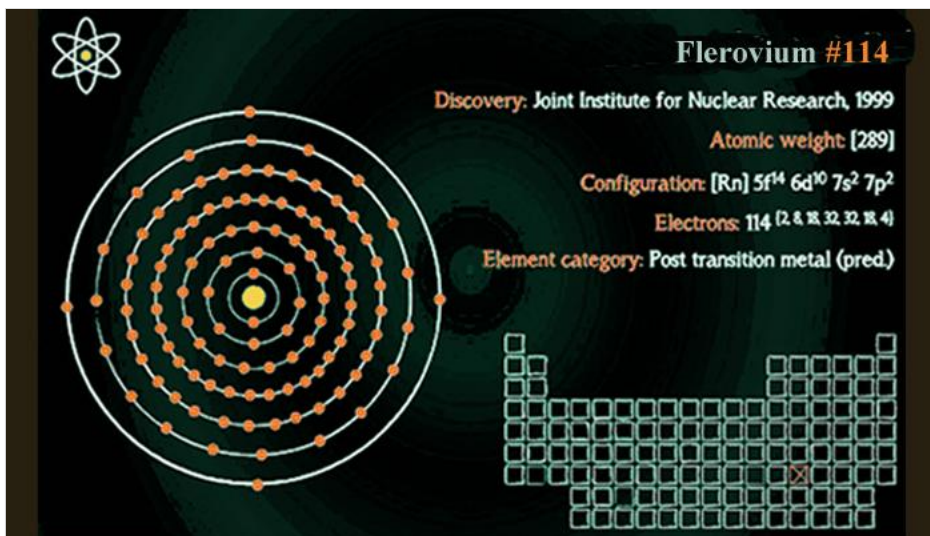 Flerovium #114
Discovery: Joint Institute for Nuclear Research, 1999
Atomic weight: [289]
Configuration: [Rn] 5f¹⁴ 6d¹⁰ 7s² 7p²
Electrons: 114 {2, 8, 18, 32, 32, 18, 4}
Element category: Post transition metal (pred.)